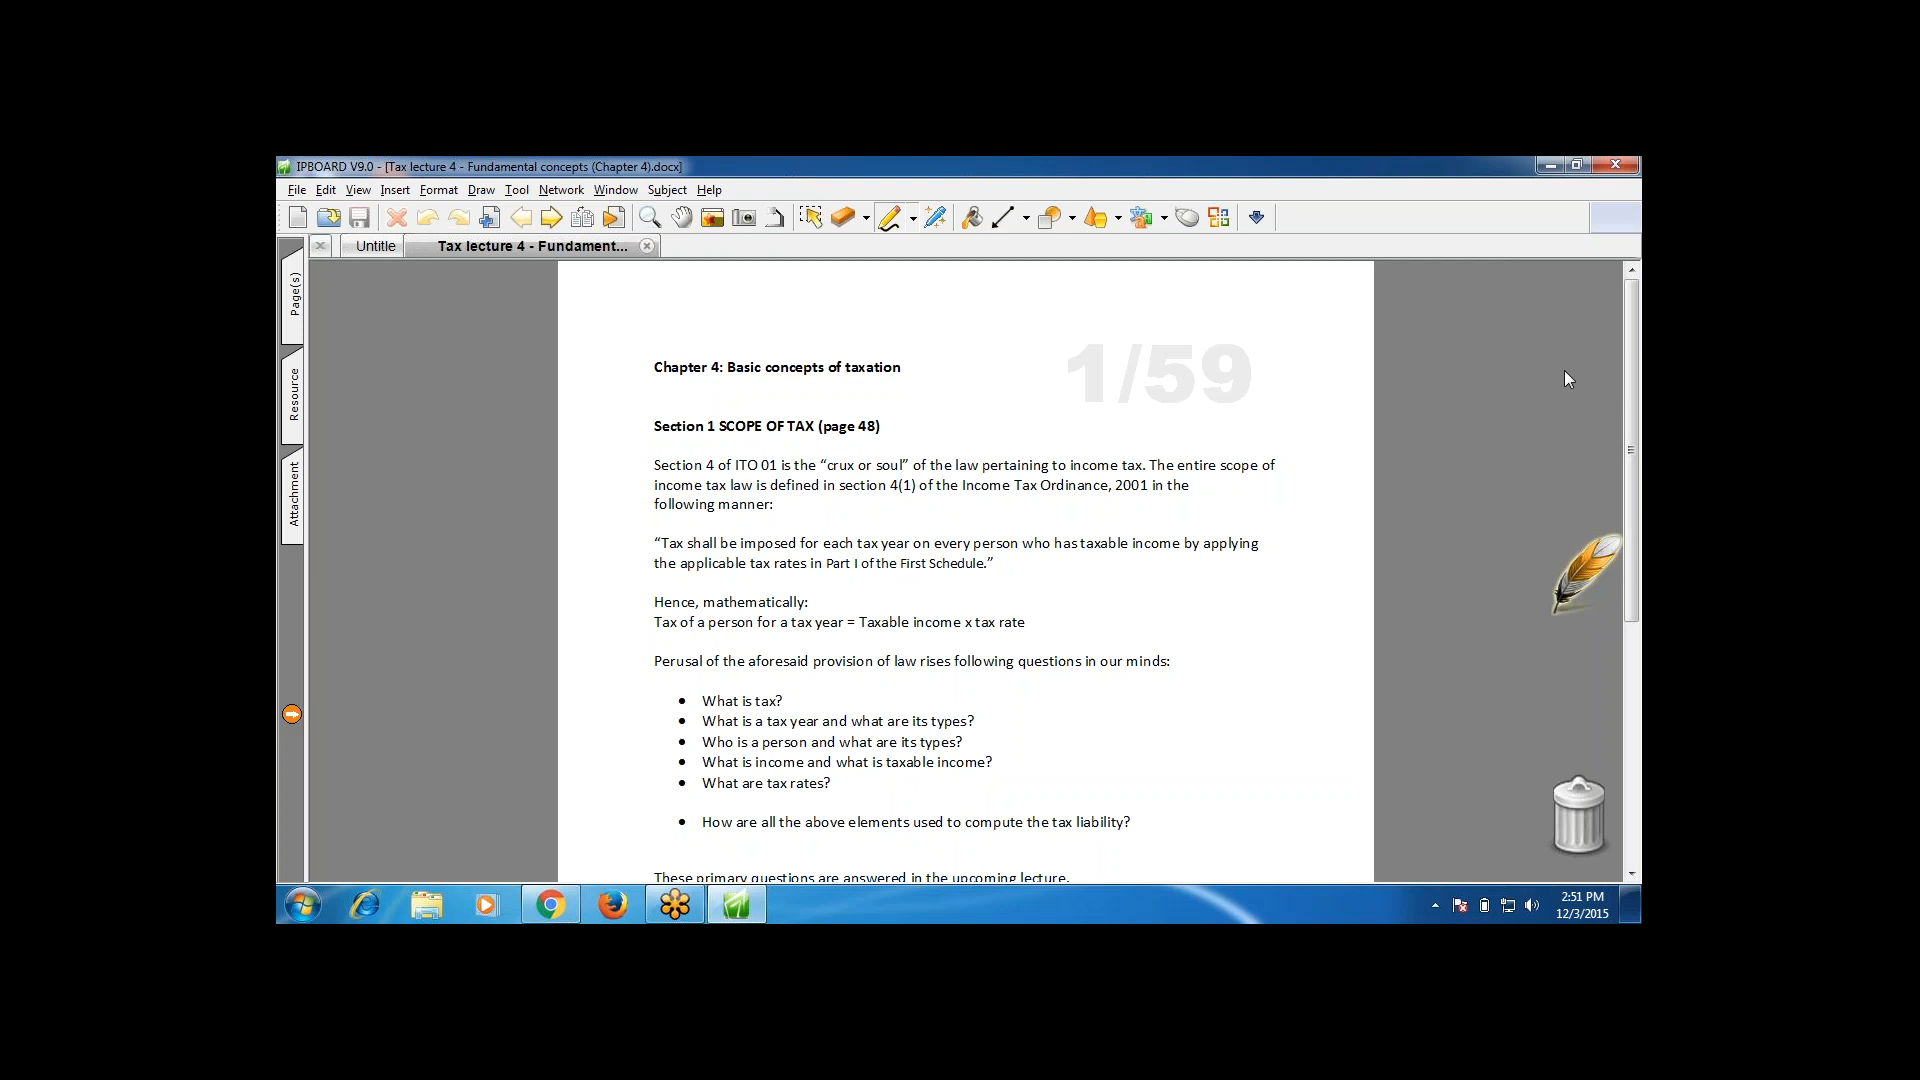 IPBOARD V9.0 - [Tax lecture 4 - Fundamental concepts (Chapter 4).docx]
File Edit View Insert Format Draw Tool Network Window Subject Help
Untitle Tax lecture 4 - Fundament...
Page(s)
Resource
Attachment
1/59
Chapter 4: Basic concepts of taxation
Section 1 SCOPE OF TAX (page 48)
Section 4 of ITO 01 is the “crux or soul” of the law pertaining to income tax. The entire scope of
income tax law is defined in section 4(1) of the Income Tax Ordinance, 2001 in the
following manner:
“Tax shall be imposed for each tax year on every person who has taxable income by applying
the applicable tax rates in Part I of the First Schedule.”
Hence, mathematically:
Tax of a person for a tax year = Taxable income x tax rate
Perusal of the aforesaid provision of law rises following questions in our minds:
• What is tax?
• What is a tax year and what are its types?
• Who is a person and what are its types?
• What is income and what is taxable income?
• What are tax rates?
• How are all the above elements used to compute the tax liability?
These primary questions are answered in the upcoming lecture.
2:51 PM
12/3/2015